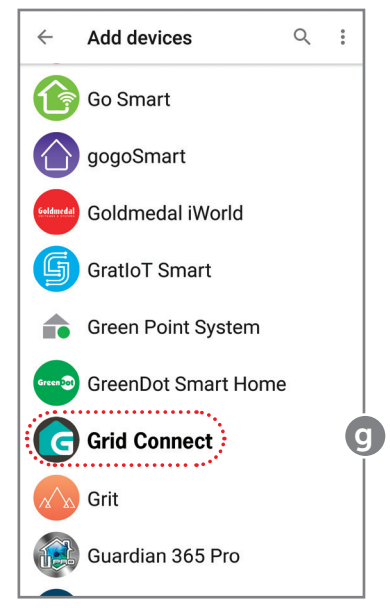 Add devices
Go Smart
gogoSmart
Goldmedal
Goldmedal iWorld
GratIoT Smart
Green Point System
GreenDot
GreenDot Smart Home
G
Grid Connect
g
Grit
UPRO
Guardian 365 Pro